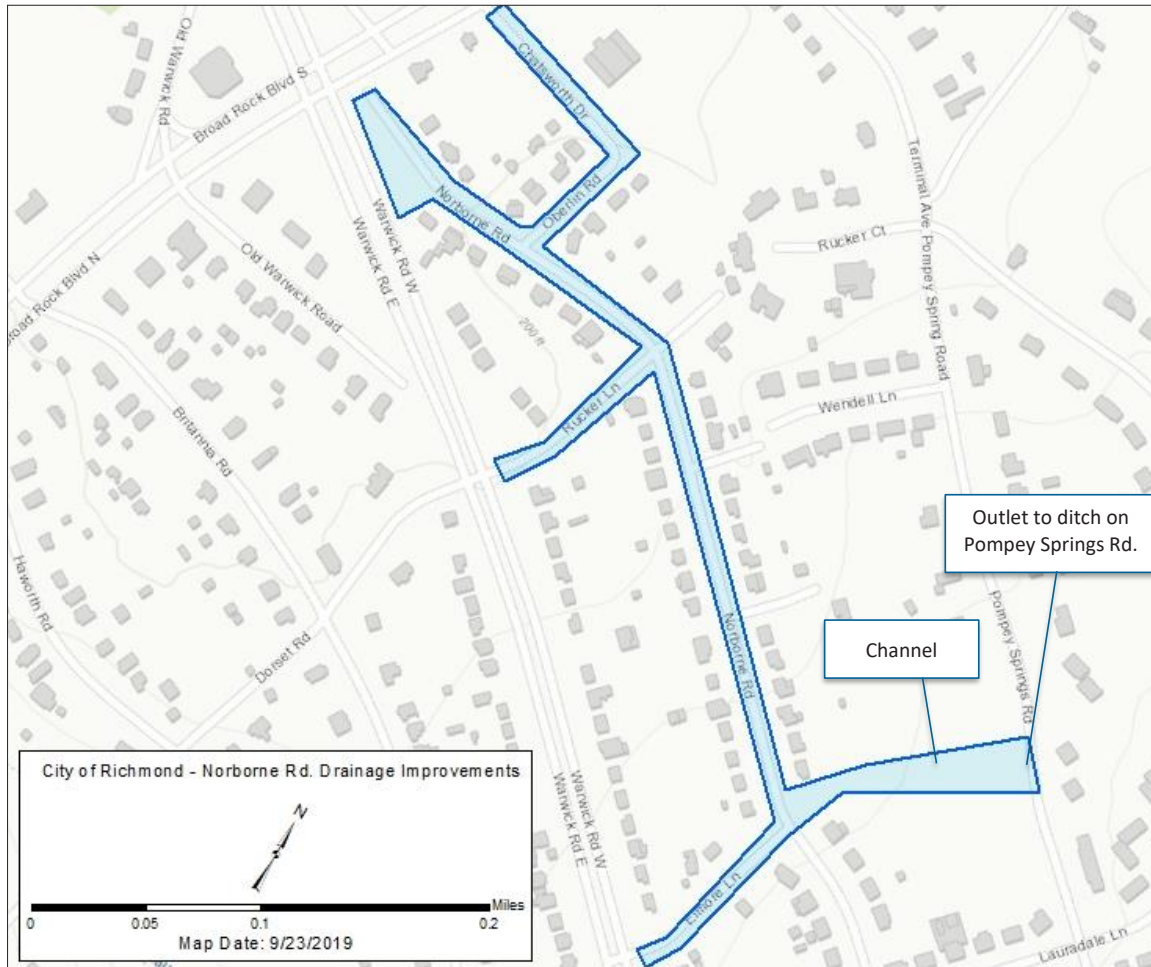 Old Warwick Rd
Broad Rock Blvd S
Chatsworth Dr
Oberlin Rd
Norborne Rd
Warwick Rd W
Warwick Rd E
Old Warwick Road
Road Rock Blvd N
200 ft
Rucker Ct
Terminal Ave Pompey Spring Road
Rucker Ln
Wendell Ln
Britannia Rd
Haworth Rd
Dorset Rd
Outlet to ditch on
Pompey Springs Rd.
Channel
Norborne Rd
Pompey Springs Rd
Warwick Rd W
Warwick Rd E
Elmore Ln
Lauradale Ln
City of Richmond - Norborne Rd. Drainage Improvements
N
Miles
0 0.05 0.1 0.2
Map Date: 9/23/2019